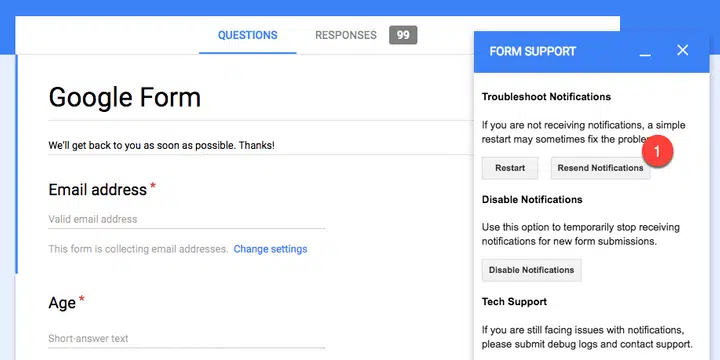 QUESTIONS
RESPONSES 99
Google Form
We'll get back to you as soon as possible. Thanks!
Email address *
Valid email address
This form is collecting email addresses. Change settings
Age *
Short-answer text
FORM SUPPORT
Troubleshoot Notifications
If you are not receiving notifications, a simple
restart may sometimes fix the
1
Restart
Resend Notifications
Disable Notifications
Use this option to temporarily stop receiving
notifications for new form submissions.
Disable Notifications
Tech Support
If you are still facing issues with notifications,
please submit debug logs and contact support.